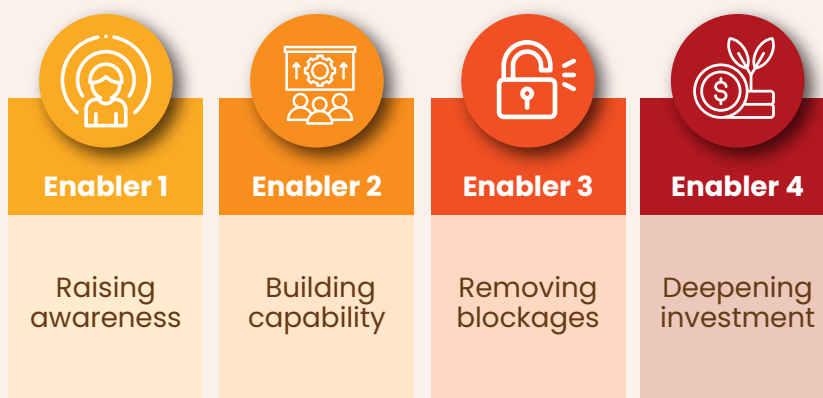 Enabler 1
Raising
awareness
Enabler 2
Building
capability
Enabler 3
Removing
blockages
Enabler 4
Deepening
investment